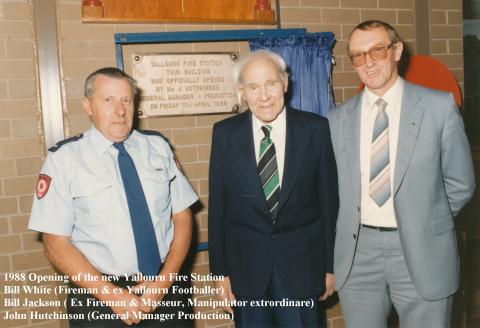 YALLOURN FIRE STATION
THIS BUILDING
WAS OFFICIALLY OPENED
BY MR J HUTCHINSON
GENERAL MANAGER - PRODUCTION
ON FRIDAY 11TH APRIL 1988
1988 Opening of the new Yallourn Fire Station
Bill White (Fireman & ex Yallourn Footballer)
Bill Jackson ( Ex Fireman & Masseur, Manipulator extrordinare)
John Hutchinson (General Manager Production)